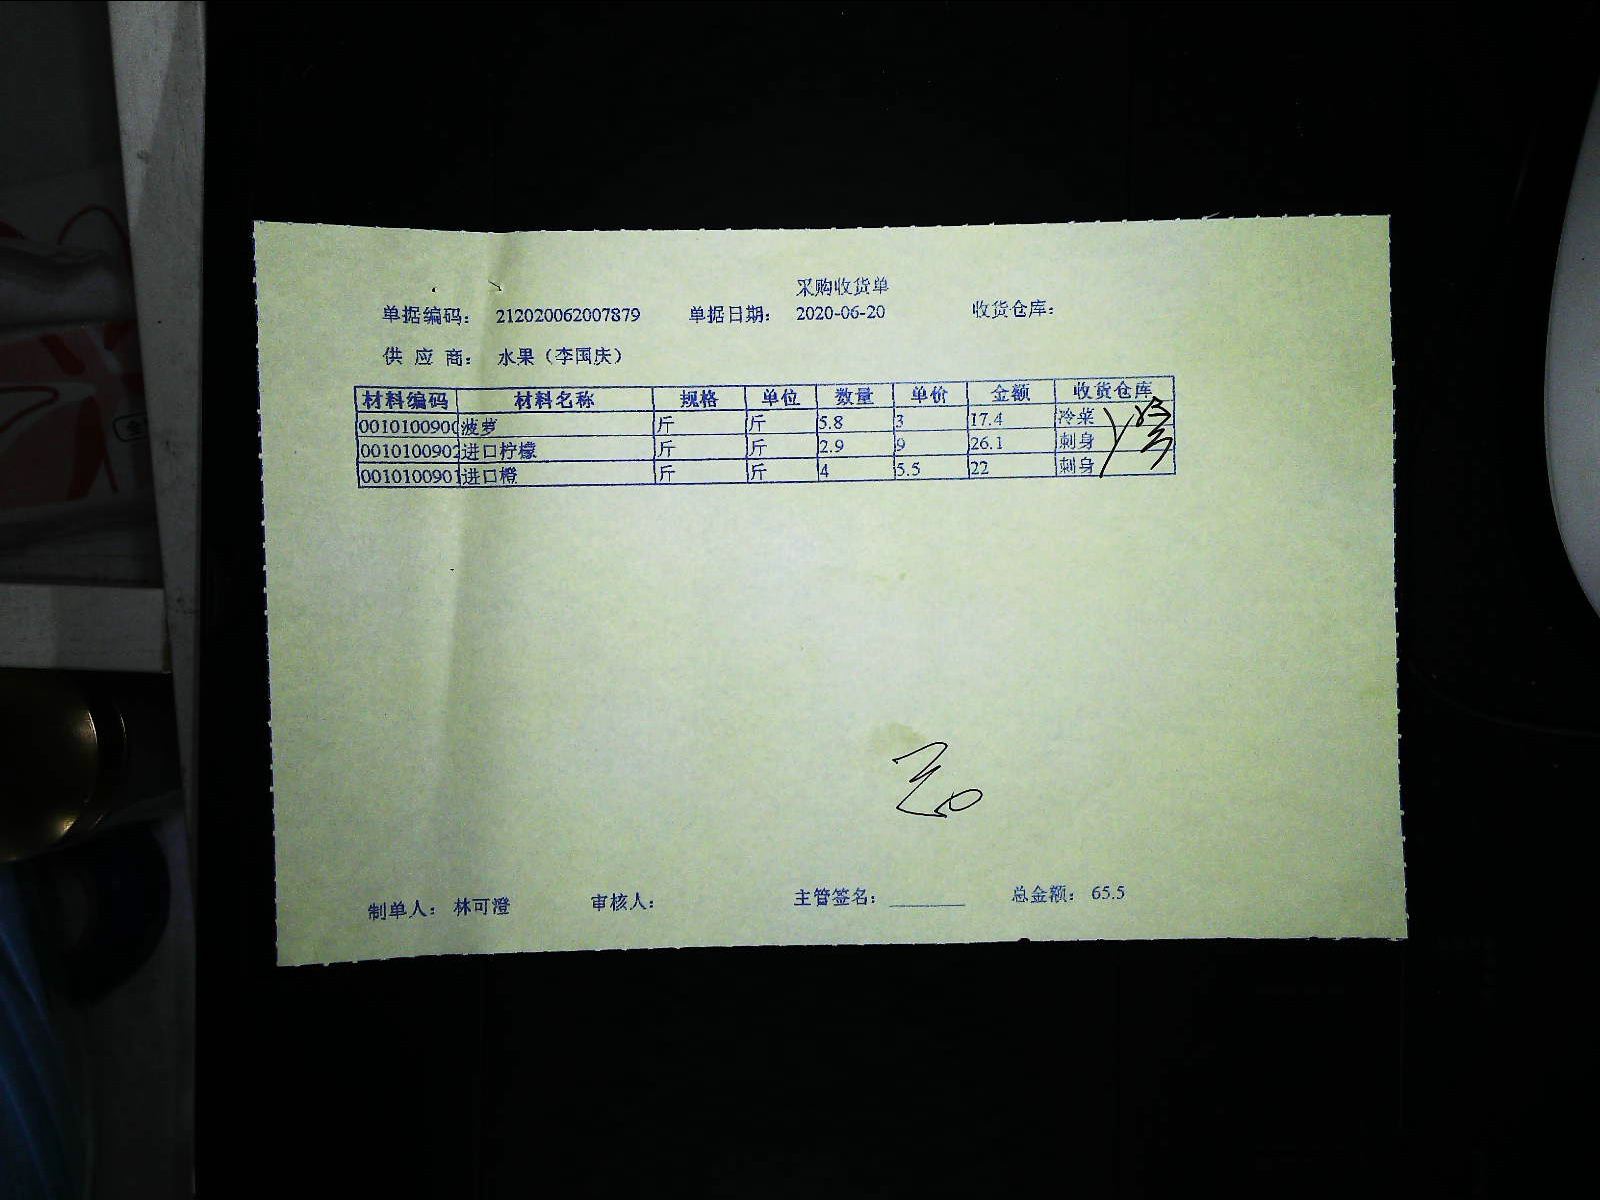 采购收货单
单据编码： 212020062007879 单据日期： 2020-06-20 收货仓库：
供 应 商： 水果（李国庆）
材料编码 材料名称 规格 单位 数量 单价 金额 收货仓库
0010100900 菠萝 斤 斤 5.8 3 17.4 冷菜
0010100902 进口柠檬 斤 斤 2.9 9 26.1 刺身
0010100901 进口橙 斤 斤 4 5.5 22 刺身
制单人： 林可澄 审核人： 主管签名： 总金额： 65.5